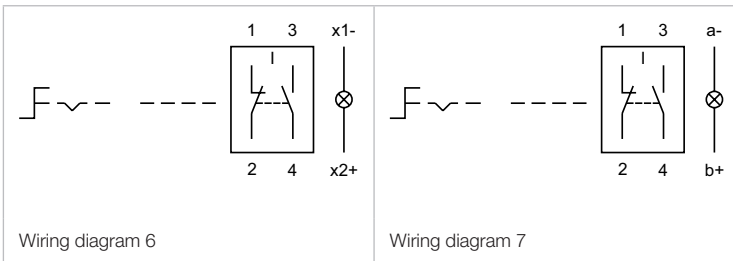 1 3 x1-
I
2 4 x2+
Wiring diagram 6
1 3 a-
I
2 4 b+
Wiring diagram 7